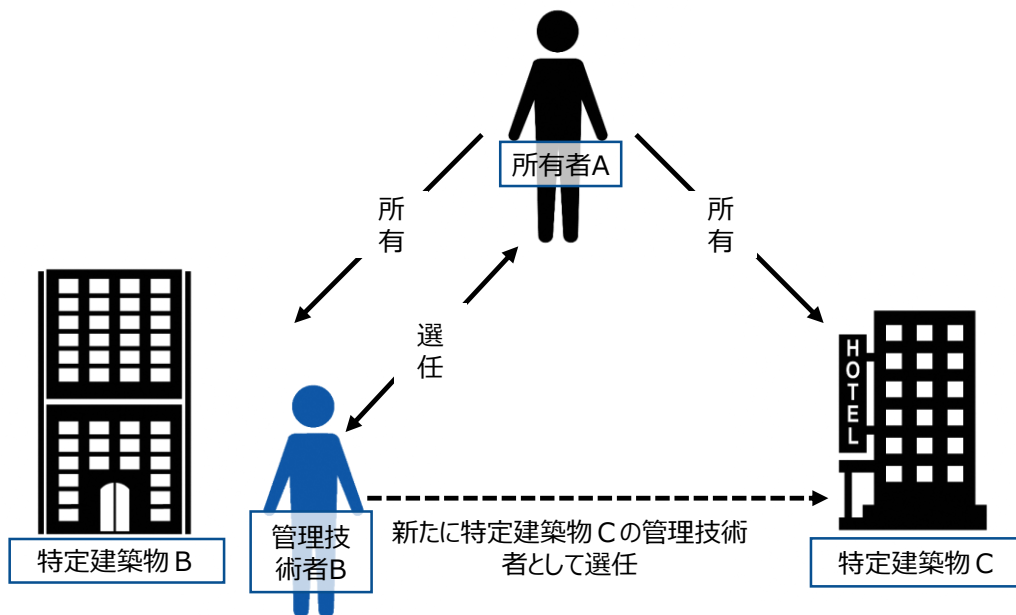 所有者A
所有
所有
選任
HOTEL
特定建築物B
管理技
術者B
新たに特定建築物Cの管理技術
者として選任
特定建築物C